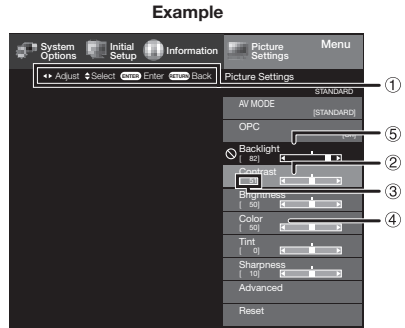 Example
System Options
Initial Setup
Information
Picture Settings
Menu
Adjust Select ENTER Enter RETURN Back
Picture Settings
①
STANDARD
AV MODE
[STANDARD]
OPC
⑤
Backlight
[ 82]
②
Contrast
③
Brightness
[ 50]
④
Color
[ 50]
Tint
[ 0]
Sharpness
[ 10]
Advanced
Reset